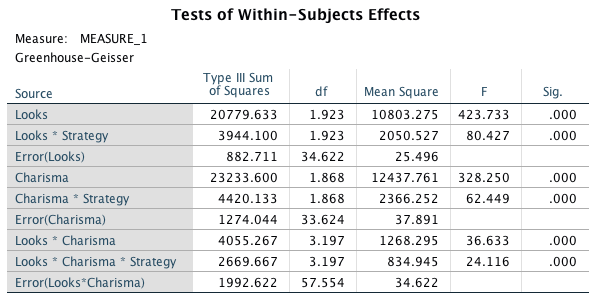 Tests of Within-Subjects Effects
Measure: MEASURE_1
Greenhouse-Geisser
Source Type III Sum of Squares df Mean Square F Sig.
Looks 20779.633 1.923 10803.275 423.733 .000
Looks * Strategy 3944.100 1.923 2050.527 80.427 .000
Error(Looks) 882.711 34.622 25.496
Charisma 23233.600 1.868 12437.761 328.250 .000
Charisma * Strategy 4420.133 1.868 2366.252 62.449 .000
Error(Charisma) 1274.044 33.624 37.891
Looks * Charisma 4055.267 3.197 1268.295 36.633 .000
Looks * Charisma * Strategy 2669.667 3.197 834.945 24.116 .000
Error(Looks*Charisma) 1992.622 57.554 34.622